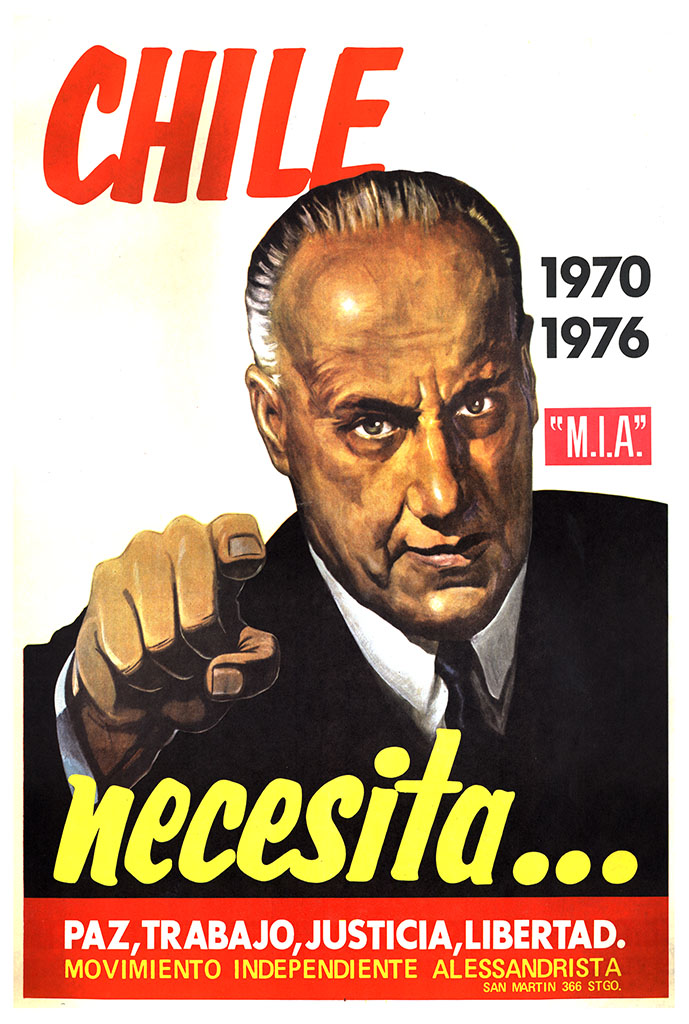 CHILE
1970
1976
"M.I.A."
necesita...
PAZ, TRABAJO, JUSTICIA, LIBERTAD.
MOVIMIENTO INDEPENDIENTE ALESSANDRISTA
SAN MARTIN 366 STGO.